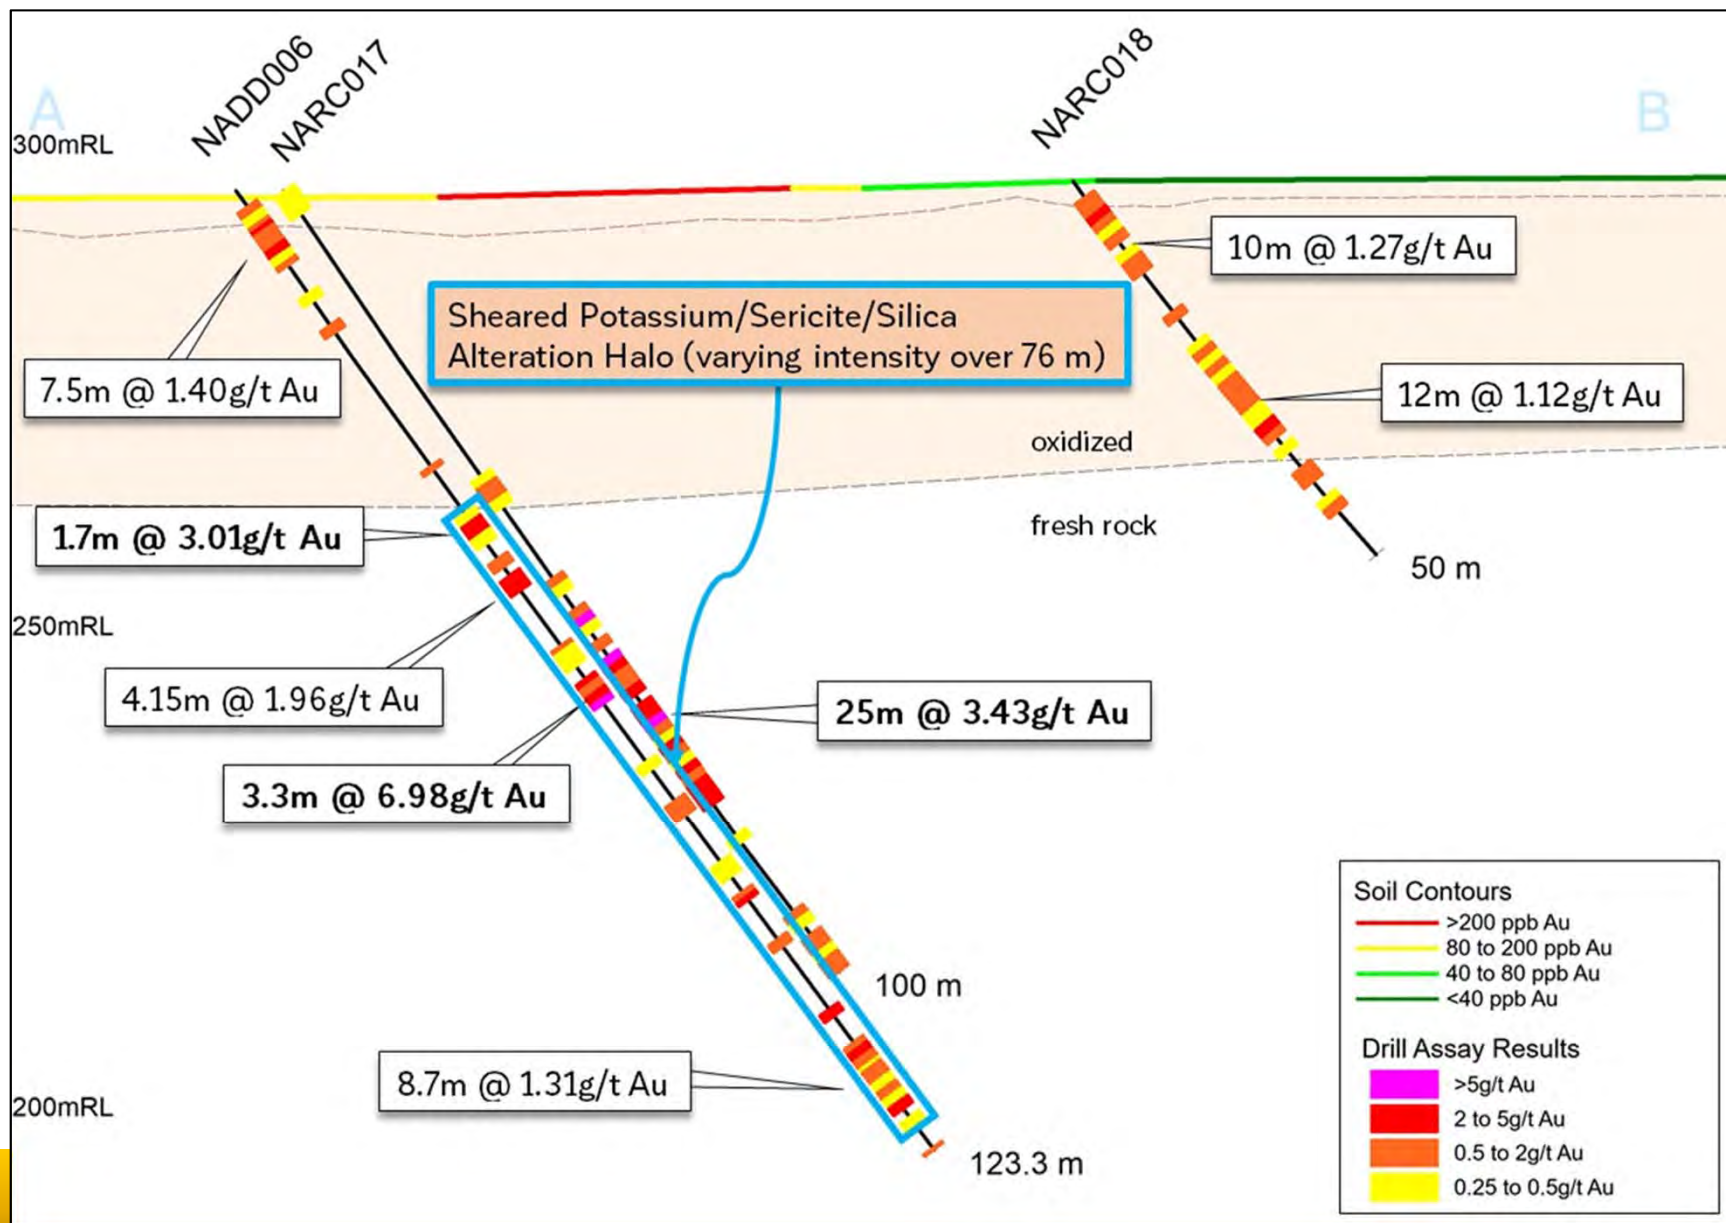 NADD006
NARC017
NARC018
A
B
300mRL
10m @ 1.27g/t Au
Sheared Potassium/Sericite/Silica
Alteration Halo (varying intensity over 76 m)
7.5m @ 1.40g/t Au
12m @ 1.12g/t Au
oxidized
fresh rock
1.7m @ 3.01g/t Au
50 m
250mRL
4.15m @ 1.96g/t Au
25m @ 3.43g/t Au
3.3m @ 6.98g/t Au
100 m
8.7m @ 1.31g/t Au
200mRL
123.3 m
Soil Contours
>200 ppb Au
80 to 200 ppb Au
40 to 80 ppb Au
<40 ppb Au
Drill Assay Results
>5g/t Au
2 to 5g/t Au
0.5 to 2g/t Au
0.25 to 0.5g/t Au